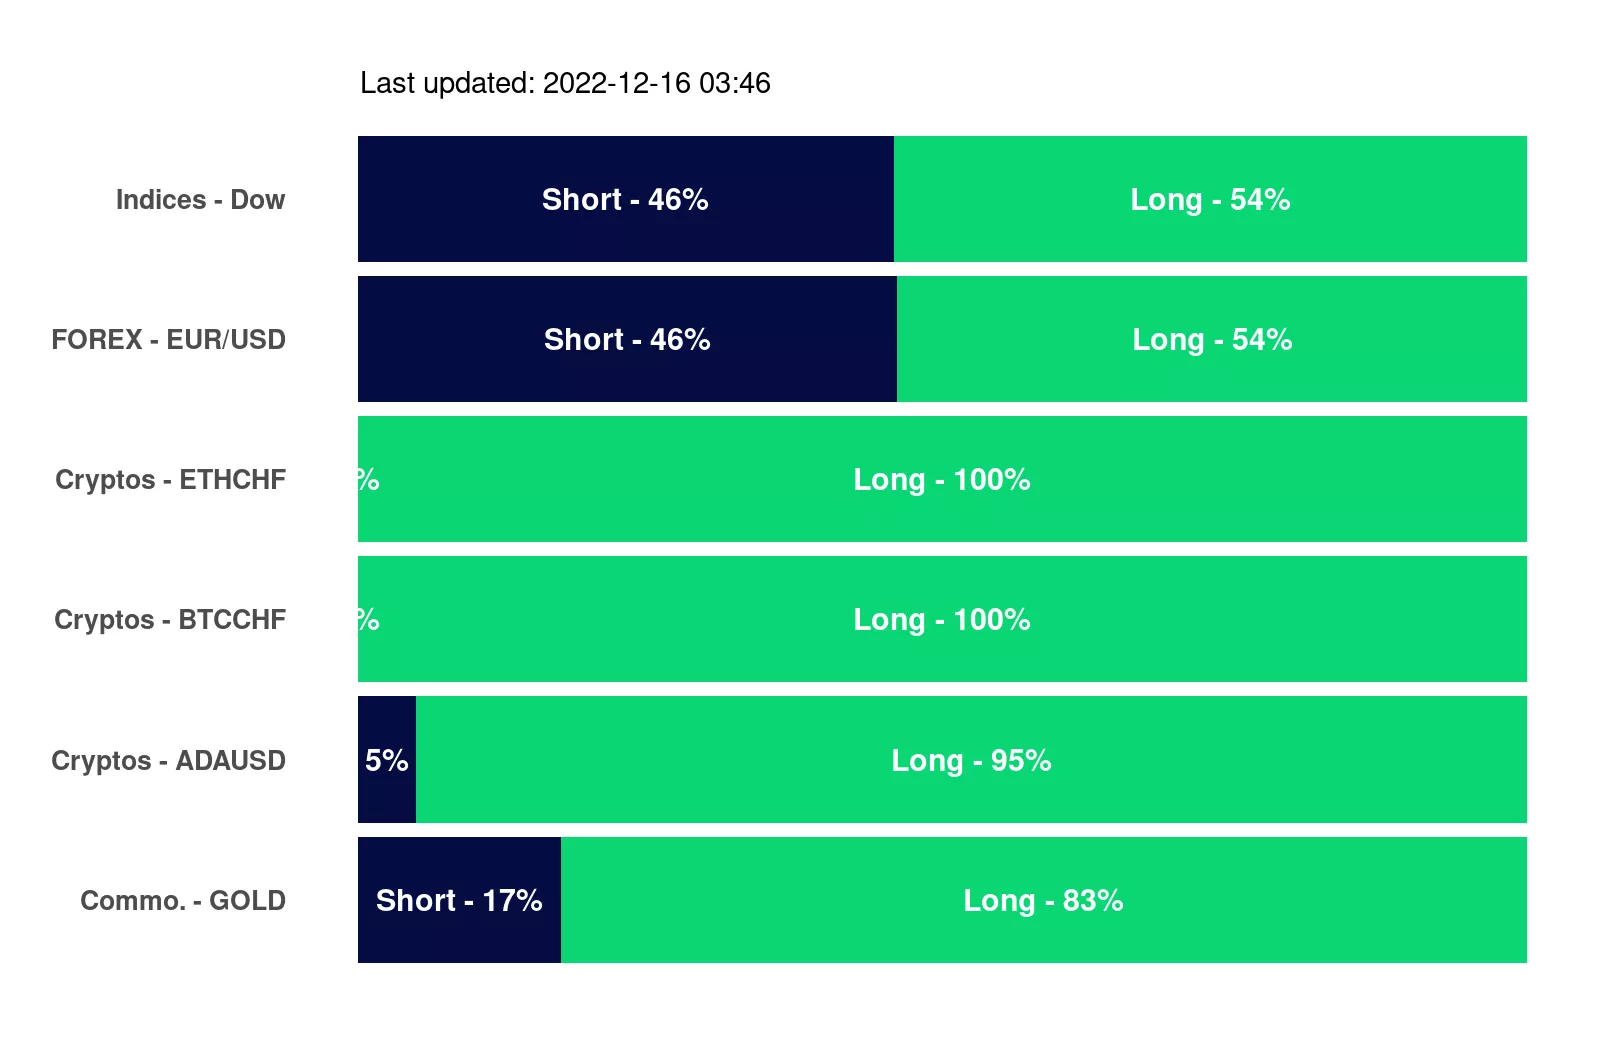 Last updated: 2022-12-16 03:46
Indices - Dow Short - 46% Long - 54%
FOREX - EUR/USD Short - 46% Long - 54%
Cryptos - ETHCHF % Long - 100%
Cryptos - BTCCHF % Long - 100%
Cryptos - ADAUSD 5% Long - 95%
Commo. - GOLD Short - 17% Long - 83%